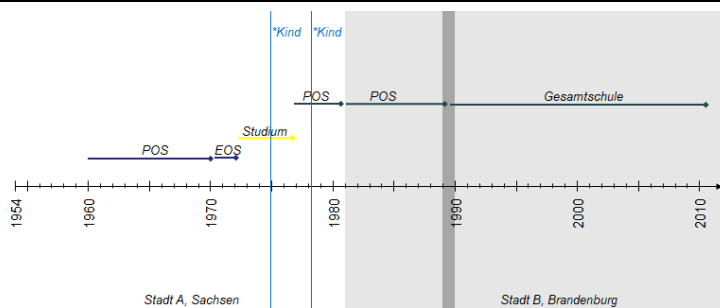 *Kind *Kind
POS POS Gesamtschule
Studium
POS EOS
1954 1960 1970 1980 1990 2000 2010
Stadt A, Sachsen Stadt B, Brandenburg